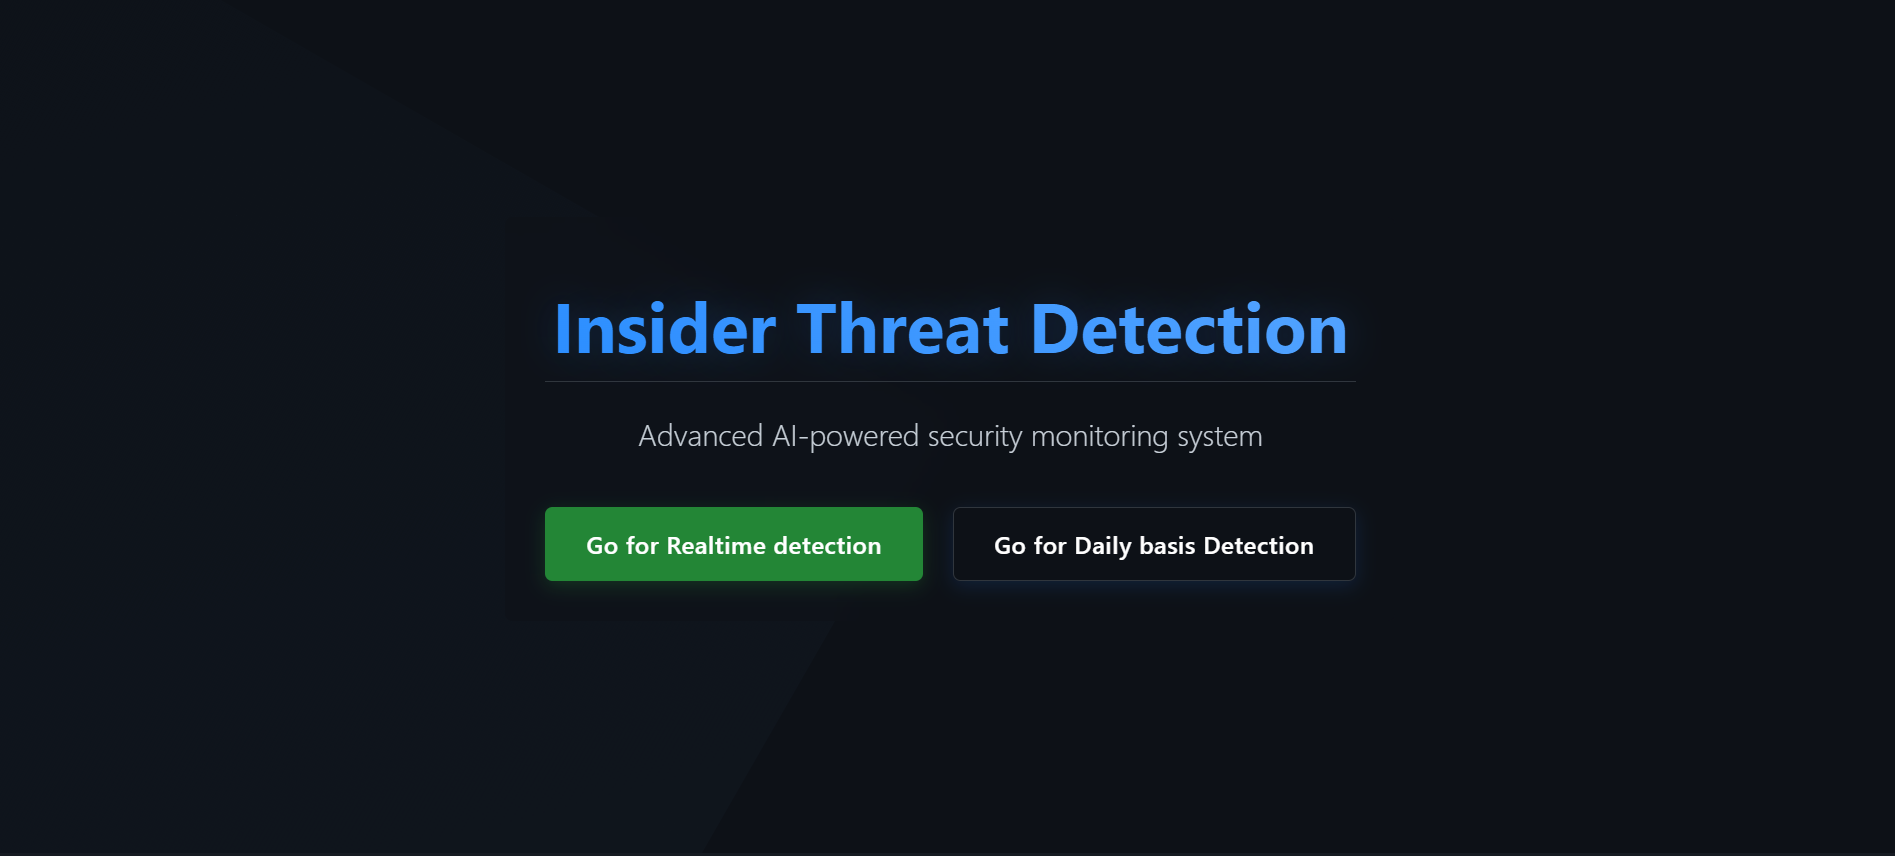 Insider Threat Detection
Advanced AI-powered security monitoring system
Go for Realtime detection
Go for Daily basis Detection